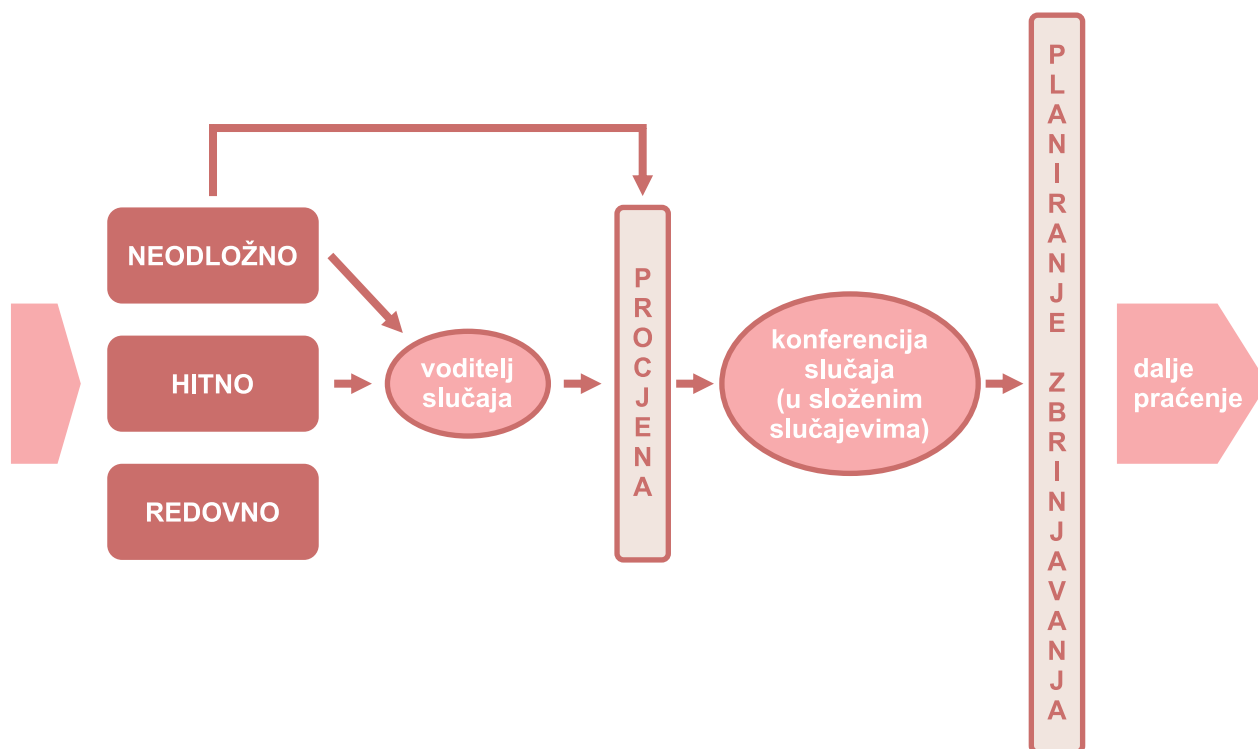 NEODLOŽNO
HITNO
REDOVNO
voditelj
slučaja
PROCJENA
konferencija
slučaja
(u složenim
slučajevima)
PLANIRANJE ZBRINJAVANJA
dalje
praćenje